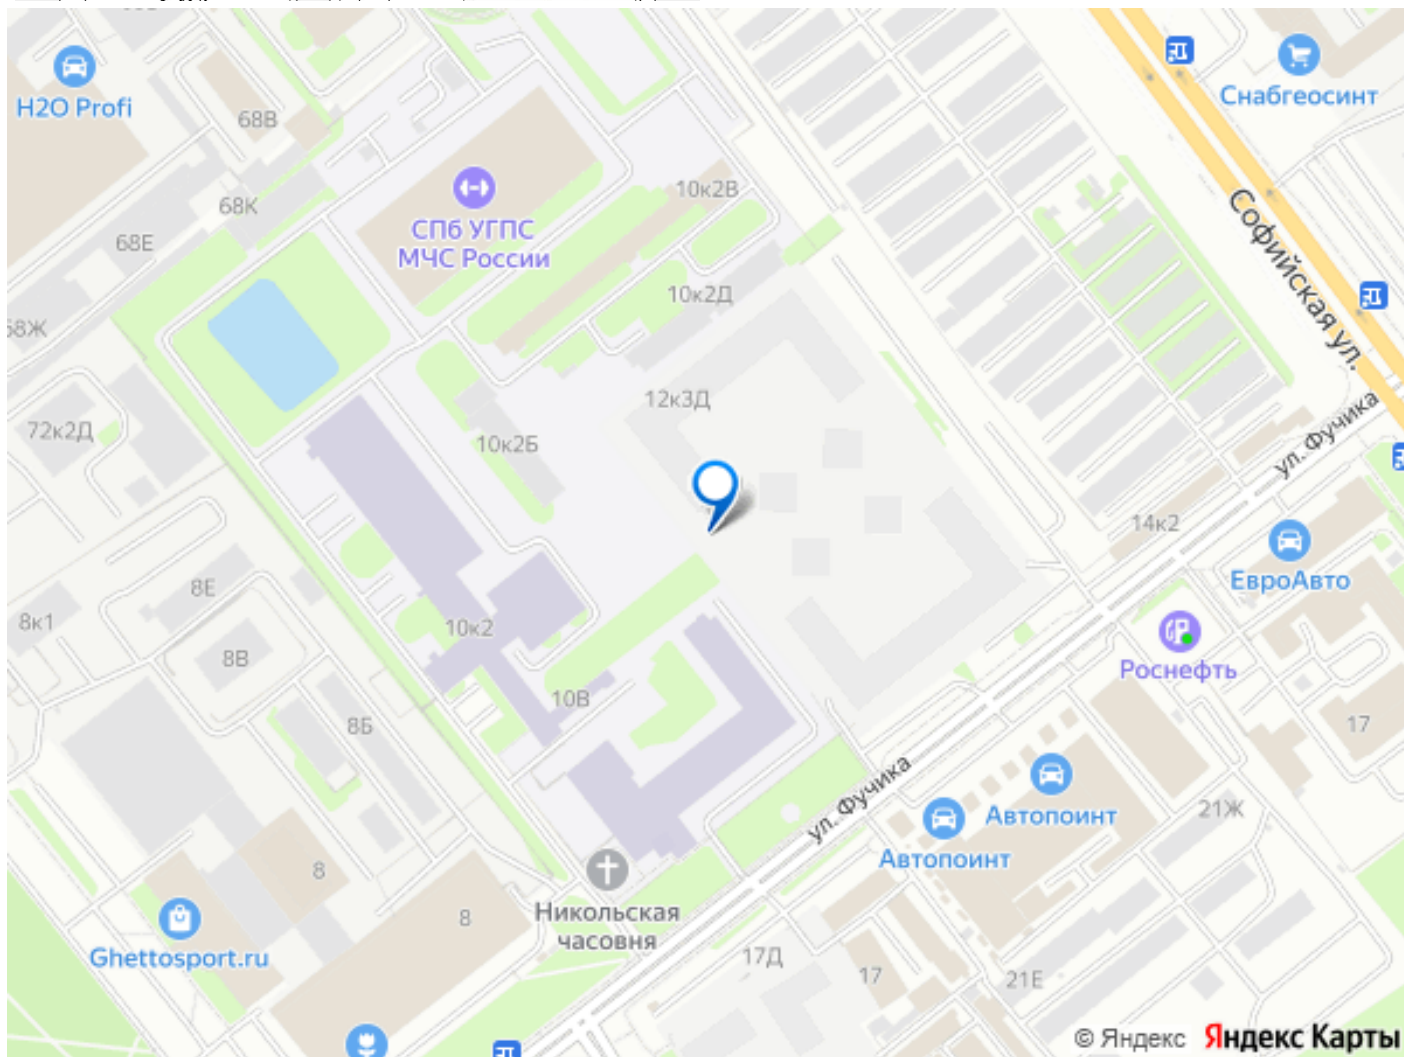 H2O Profi
68В
68К
68Е
68Ж
72к2Д
СПб УГПС
МЧС России
10к2В
10к2Д
12к3Д
10к2Б
Снабгеосинт
Софийская ул.
ул. Фучика
14к2
ЕвроАвто
Роснефть
17
8к1
8Е
8В
8Б
10к2
10В
ул. Фучика
Автопоинт
Автопоинт
21Ж
8
8
Никольская
часовня
Ghettosport.ru
17Д
17
21Е
© Яндекс Яндекс Карты